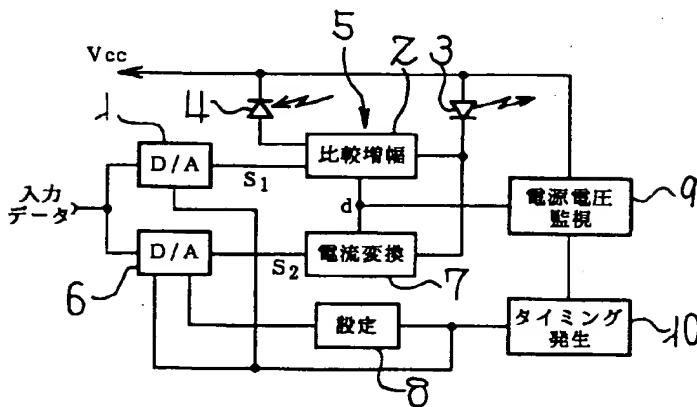 Vcc
5
2
3
4
1
D/A
S1
比較増幅
入力
データ
d
電源電圧
監視
9
D/A
S2
電流変換
6
7
設定
タイミング
発生
10
8